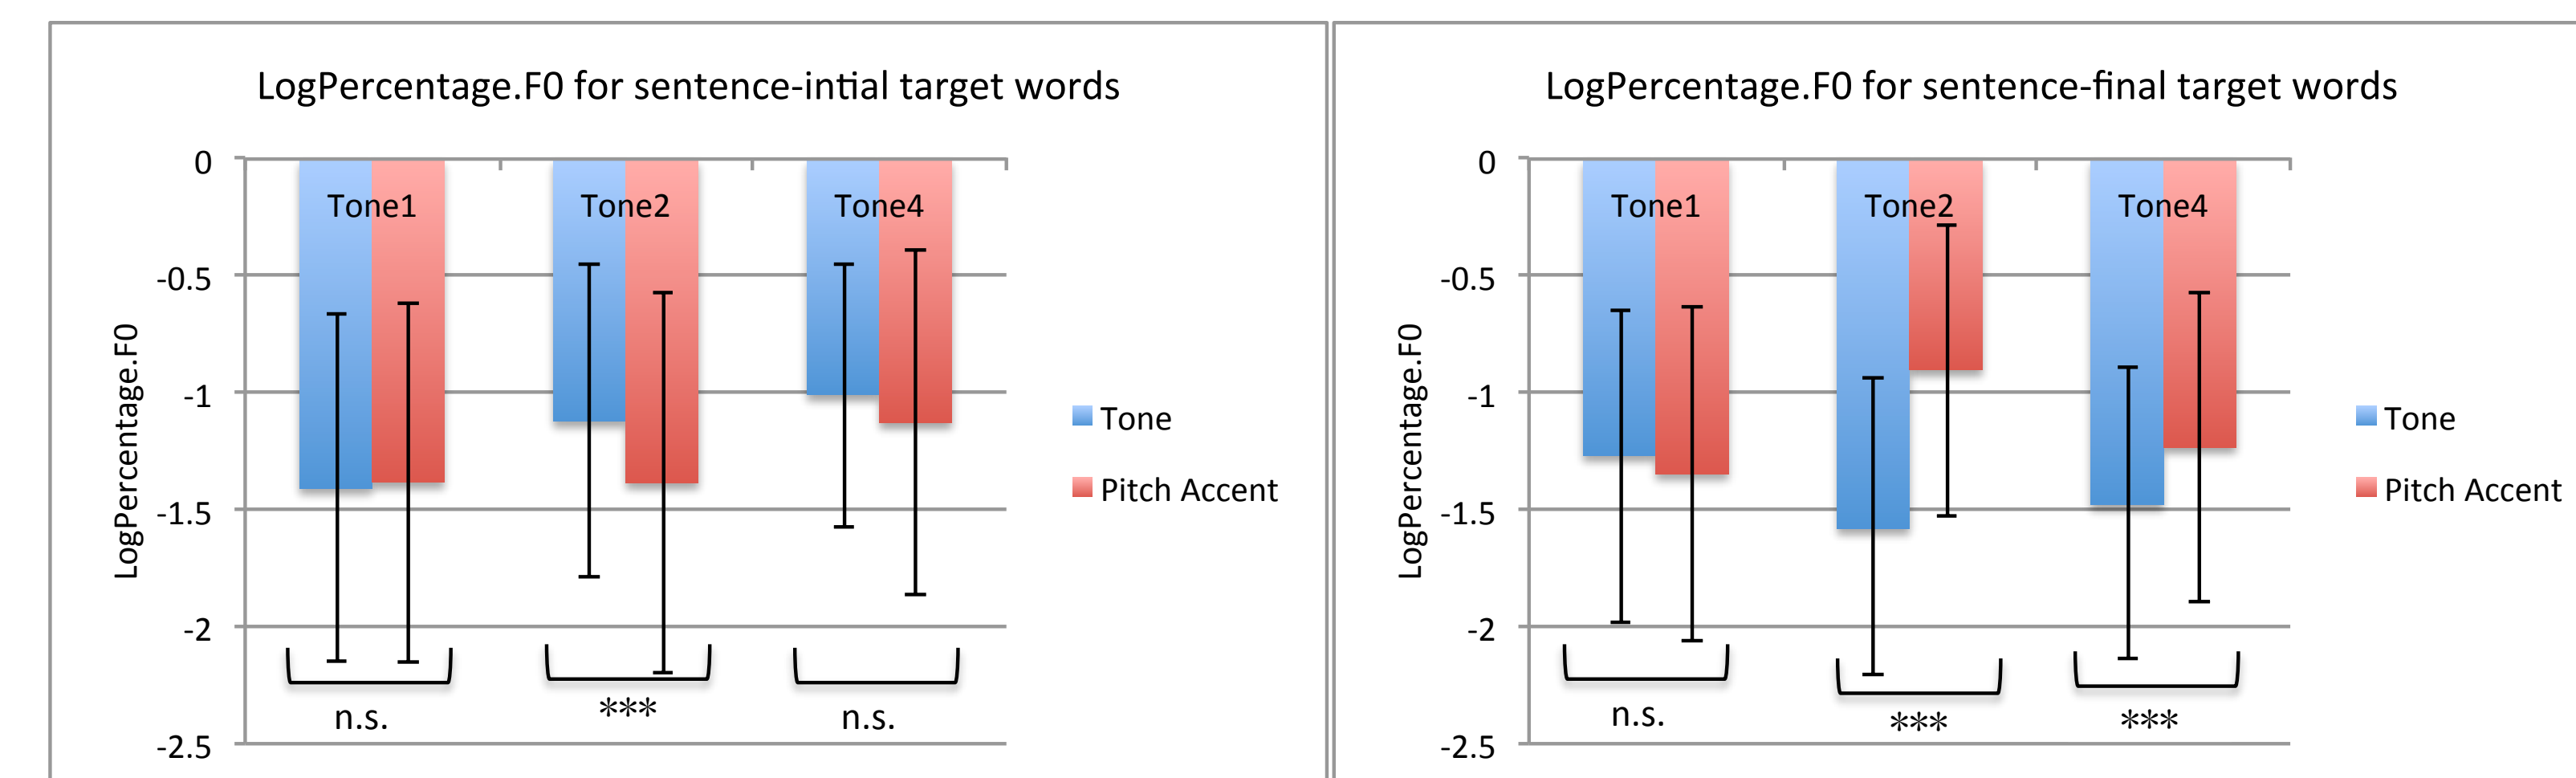 LogPercentage.F0 for sentence-intial target words
0
Tone1 Tone2 Tone4
-0.5
-1
-1.5
-2
-2.5
LogPercentage.F0
n.s. *** n.s.
Tone
Pitch Accent
LogPercentage.F0 for sentence-final target words
0
Tone1 Tone2 Tone4
-0.5
-1
-1.5
-2
-2.5
LogPercentage.F0
n.s. *** ***
Tone
Pitch Accent